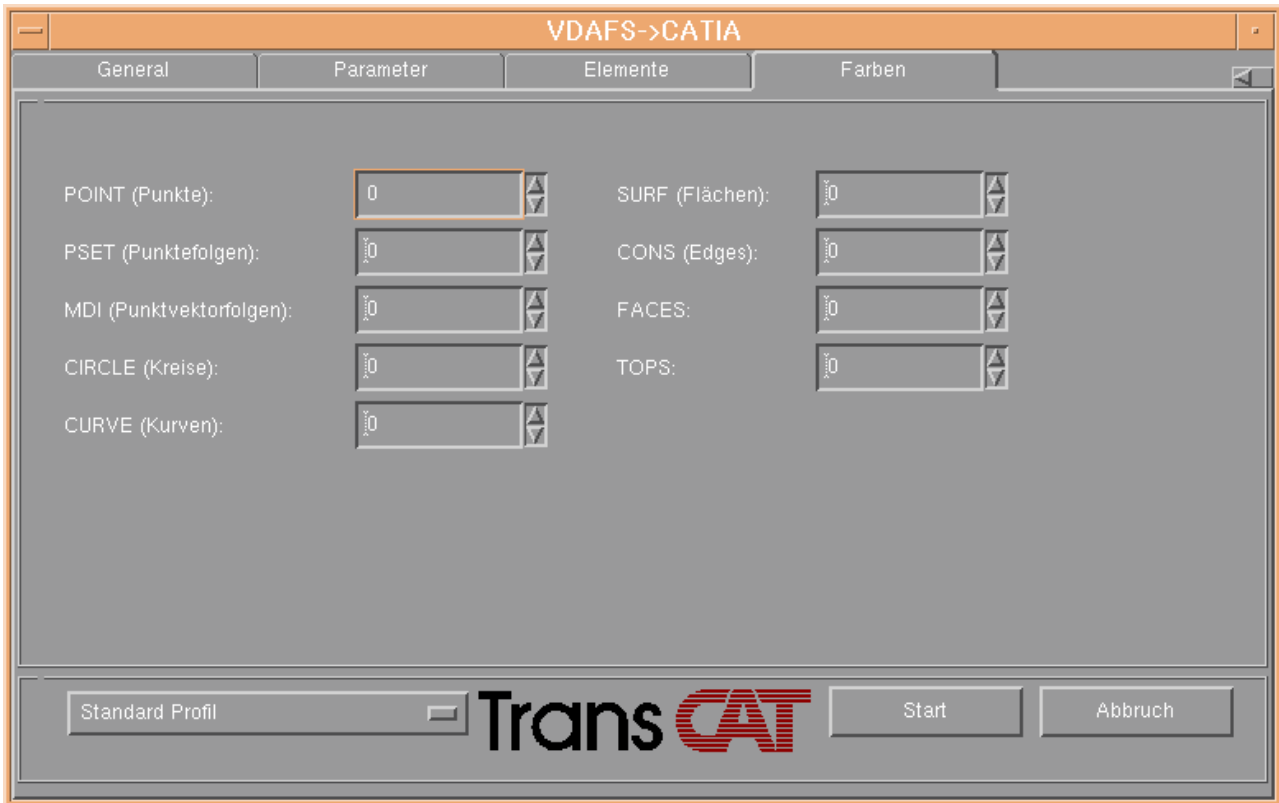 VDAFS->CATIA
General Parameter Elemente Farben
POINT (Punkte): 0 SURF (Flächen): 0
PSET (Punktefolgen): 0 CONS (Edges): 0
MDI (Punktvektorfolgen): 0 FACES: 0
CIRCLE (Kreise): 0 TOPS: 0
CURVE (Kurven): 0
Standard Profil TransCAT Start Abbruch